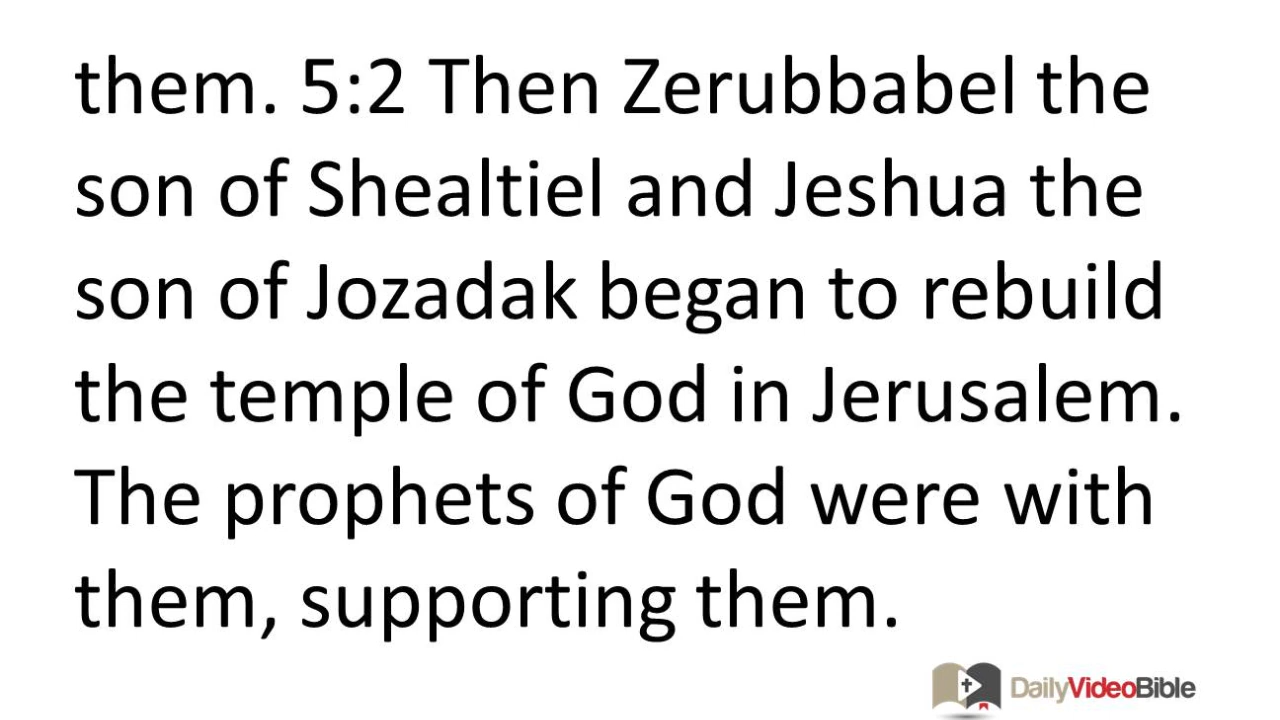 them. 5:2 Then Zerubbabel the
son of Shealtiel and Jeshua the
son of Jozadak began to rebuild
the temple of God in Jerusalem.
The prophets of God were with
them, supporting them.
DailyVideoBible